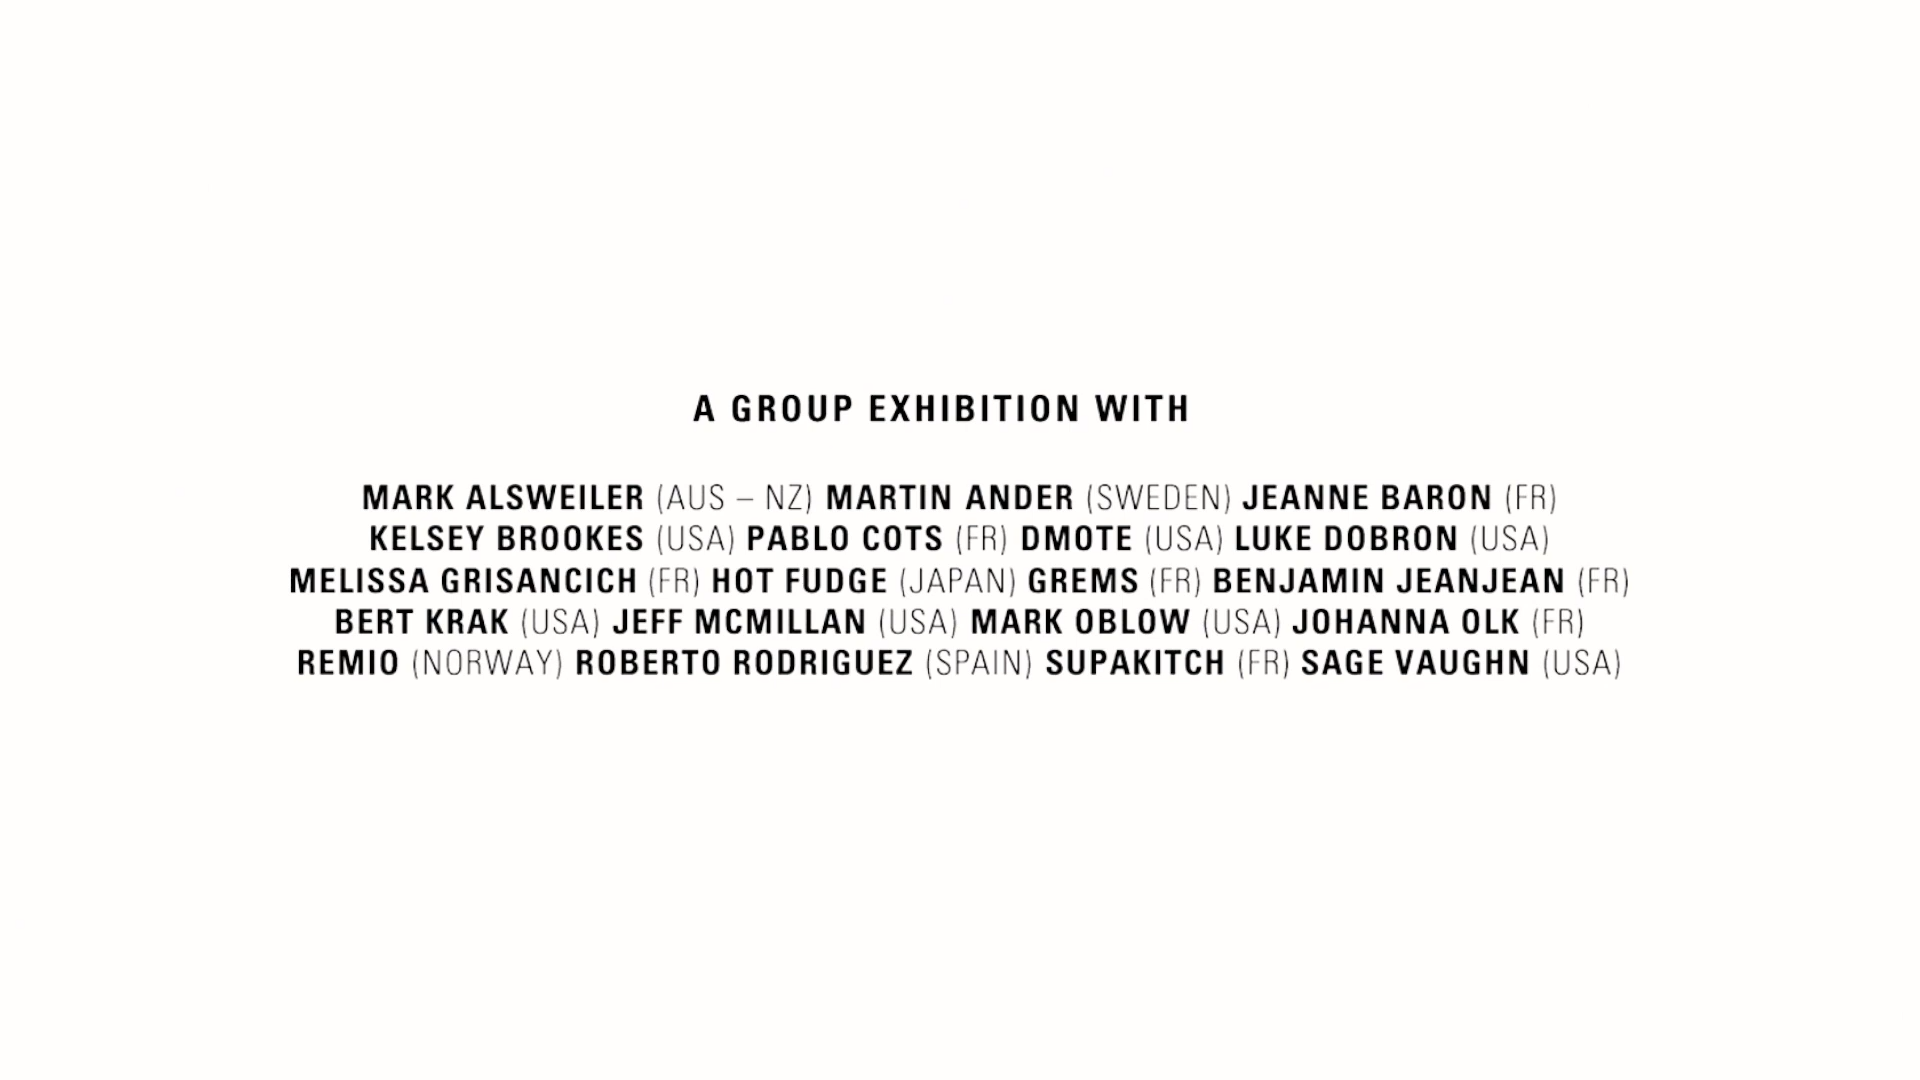 A GROUP EXHIBITION WITH
MARK ALSWEILER (AUS – NZ) MARTIN ANDER (SWEDEN) JEANNE BARON (FR)
KELSEY BROOKES (USA) PABLO COTS (FR) DMOTE (USA) LUKE DOBRON (USA)
MELISSA GRISANCICH (FR) HOT FUDGE (JAPAN) GREMS (FR) BENJAMIN JEANJEAN (FR)
BERT KRAK (USA) JEFF MCMILLAN (USA) MARK OBLOW (USA) JOHANNA OLK (FR)
REMIO (NORWAY) ROBERTO RODRIGUEZ (SPAIN) SUPAKITCH (FR) SAGE VAUGHN (USA)